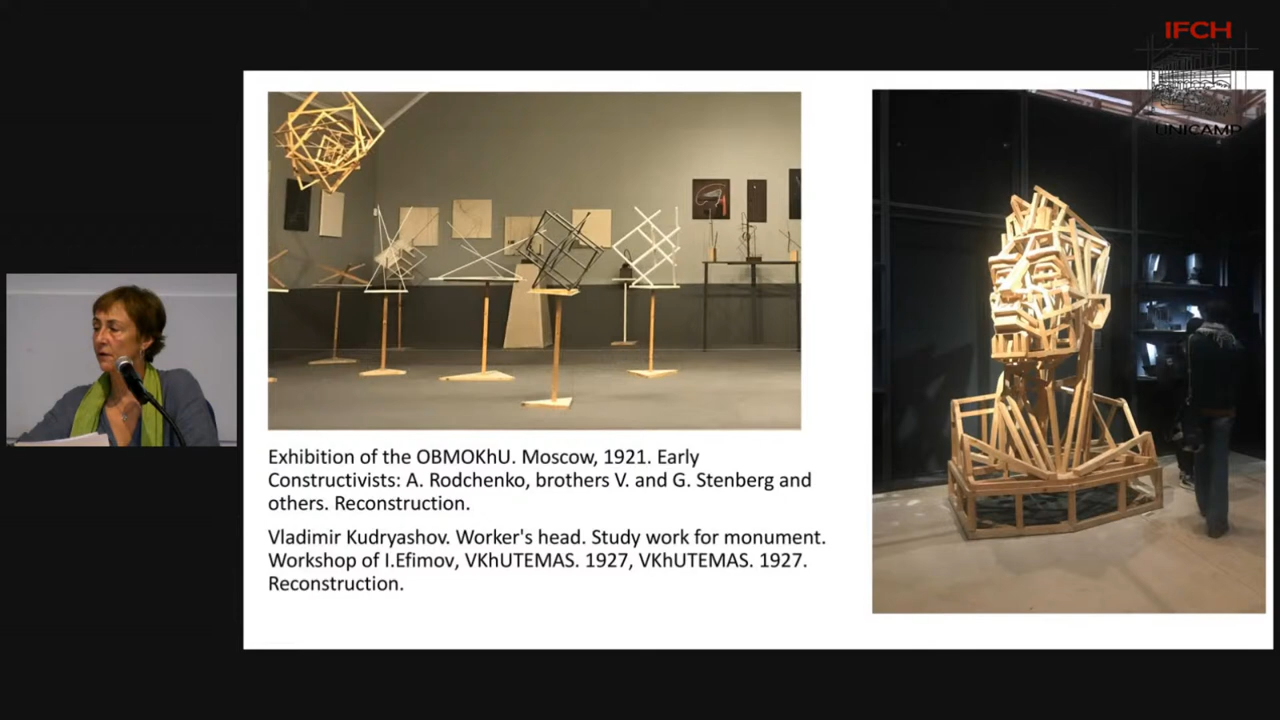 IFCH
UNICAMP
Exhibition of the OBMOKhU. Moscow, 1921. Early
Constructivists: A. Rodchenko, brothers V. and G. Stenberg and
others. Reconstruction.
Vladimir Kudryashov. Worker's head. Study work for monument.
Workshop of I.Efimov, VKhUTEMAS. 1927, VKhUTEMAS. 1927.
Reconstruction.